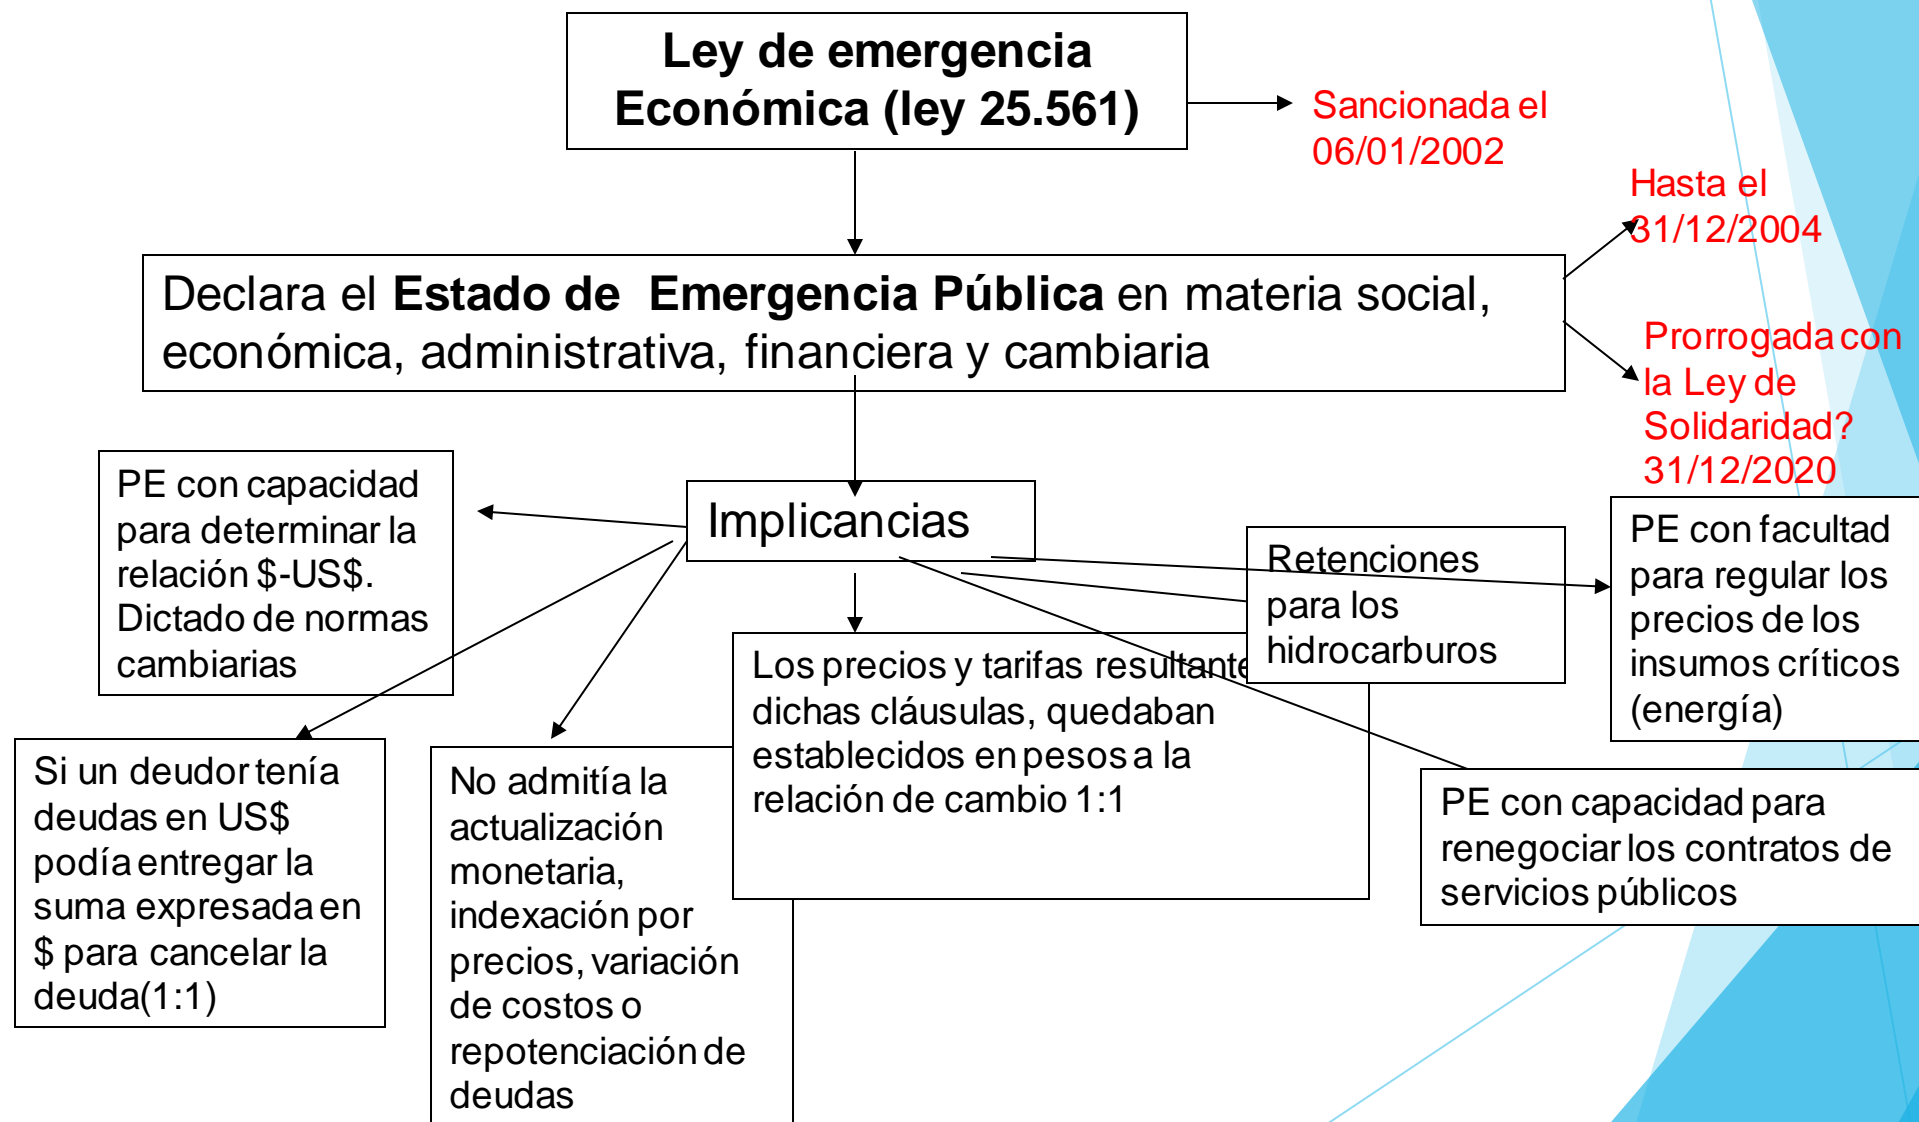 Ley de emergencia
Económica (ley 25.561)
Sancionada el
06/01/2002
Hasta el
31/12/2004
Declara el Estado de Emergencia Pública en materia social,
económica, administrativa, financiera y cambiaria
Prorrogada con
la Ley de
Solidaridad?
31/12/2020
PE con capacidad
para determinar la
relación $-US$.
Dictado de normas
cambiarias
Implicancias
Retenciones
para los
hidrocarburos
PE con facultad
para regular los
precios de los
insumos críticos
(energía)
Si un deudor tenía
deudas en US$
podía entregar la
suma expresada en
$ para cancelar la
deuda(1:1)
No admitía la
actualización
monetaria,
indexación por
precios, variación
de costos o
repotenciación de
deudas
Los precios y tarifas
dichas cláusulas, quedaban
establecidos en pesos a la
relación de cambio 1:1
PE con capacidad para
renegociar los contratos de
servicios públicos